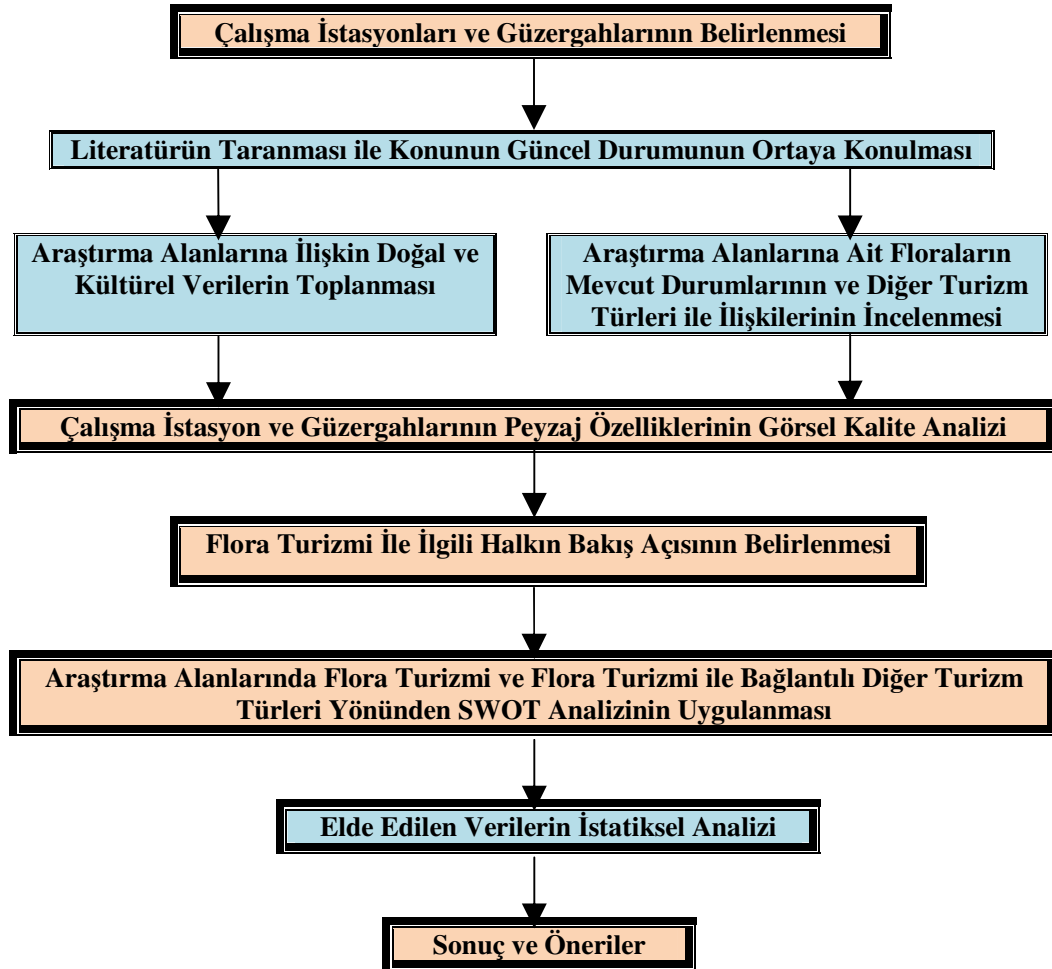 Çalışma İstasyonları ve Güzergahlarının Belirlenmesi
Literatürün Taranması ile Konunun Güncel Durumunun Ortaya Konulması
Araştırma Alanlarına İlişkin Doğal ve
Kültürel Verilerin Toplanması
Araştırma Alanlarına Ait Floraların
Mevcut Durumlarının ve Diğer Turizm
Türleri ile İlişkilerinin İncelenmesi
Çalışma İstasyon ve Güzergahlarının Peyzaj Özelliklerinin Görsel Kalite Analizi
Flora Turizmi İle İlgili Halkın Bakış Açısının Belirlenmesi
Araştırma Alanlarında Flora Turizmi ve Flora Turizmi ile Bağlantılı Diğer Turizm
Türleri Yönünden SWOT Analizinin Uygulanması
Elde Edilen Verilerin İstatiksel Analizi
Sonuç ve Öneriler